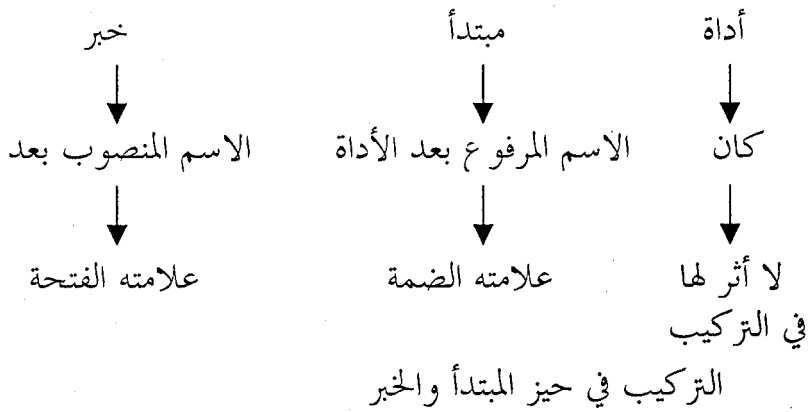 أداة مبتدأ خبر
كان الاسم المرفوع بعد الأداة الاسم المنصوب بعد
لا أثر لها علامته الضمة علامته الفتحة
في التركيب
التركيب في حيز المبتدأ والخبر